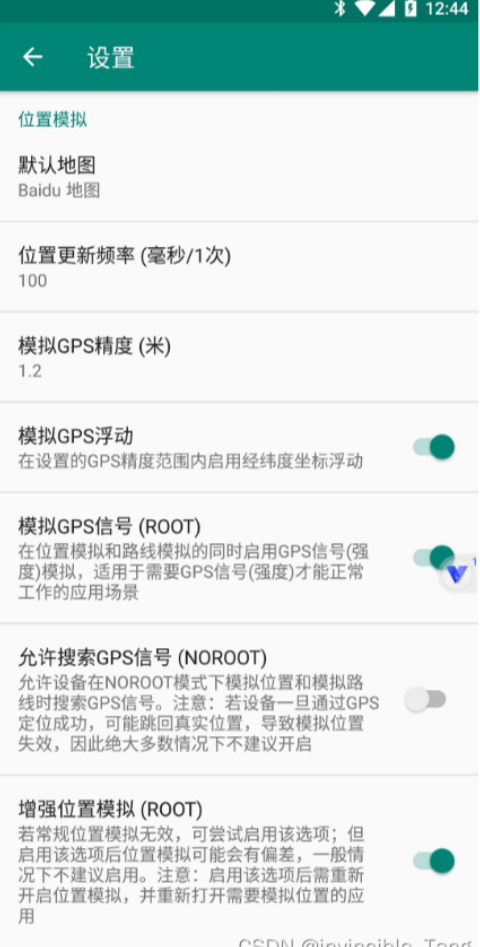 12:44
设置
位置模拟
默认地图
Baidu 地图
位置更新频率 (毫秒/1次)
100
模拟GPS精度 (米)
1.2
模拟GPS浮动
在设置的GPS精度范围内启用经纬度坐标浮动
模拟GPS信号 (ROOT)
在位置模拟和路线模拟的同时启用GPS信号(强
度)模拟，适用于需要GPS信号(强度)才能正常
工作的应用场景
1
允许搜索GPS信号 (NOROOT)
允许设备在NOROOT模式下模拟位置和模拟路
线时搜索GPS信号。注意：若设备一旦通过GPS
定位成功，可能跳回真实位置，导致模拟位置
失效，因此绝大多数情况下不建议开启
增强位置模拟 (ROOT)
若常规位置模拟无效，可尝试启用该选项；但
启用该选项后位置模拟可能会有偏差，一般情
况下不建议启用。注意：启用该选项后需重新
开启位置模拟，并重新打开需要模拟位置的应
用
CSDN @invincible_Tang